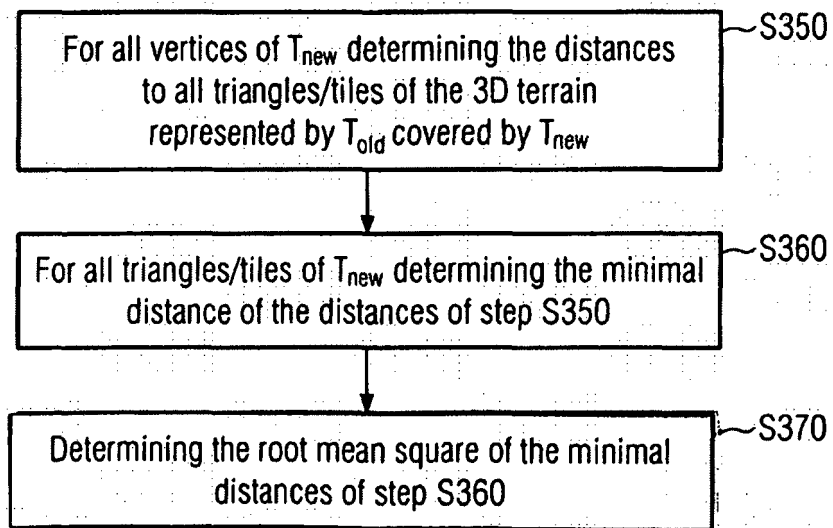 For all vertices of Tnew determining the distances
to all triangles/tiles of the 3D terrain
represented by Told covered by Tnew
S350
For all triangles/tiles of Tnew determining the minimal
distance of the distances of step S350
S360
Determining the root mean square of the minimal
distances of step S360
S370